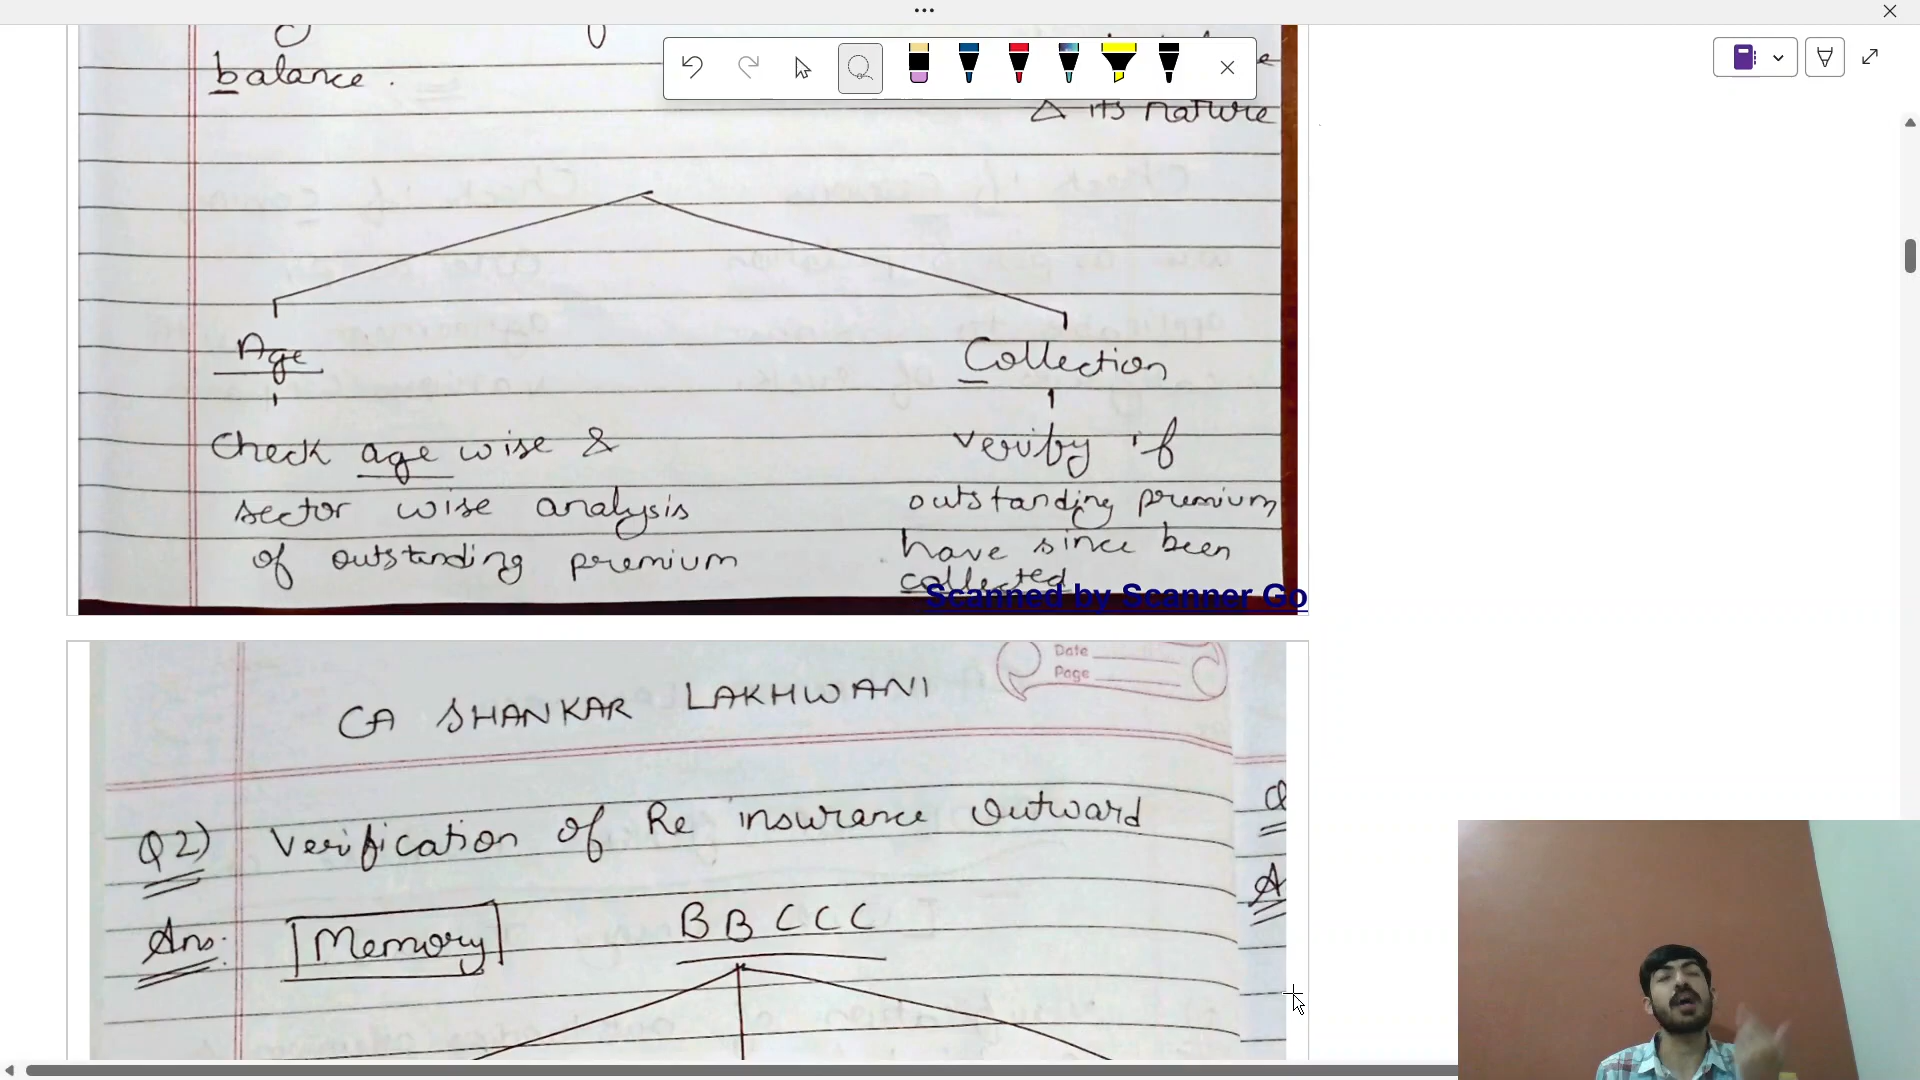 balance.
△ its nature
Age
Collection
Check age wise &
sector wise analysis
of outstanding premium
verify if
outstanding premium
have since been
collected
Scanned by Scanner Go
Date
Page
CA SHANKAR LAKHWANI
Q2) Verification of Re insurance Outward
Ans: Memory BBCCC
Q
A